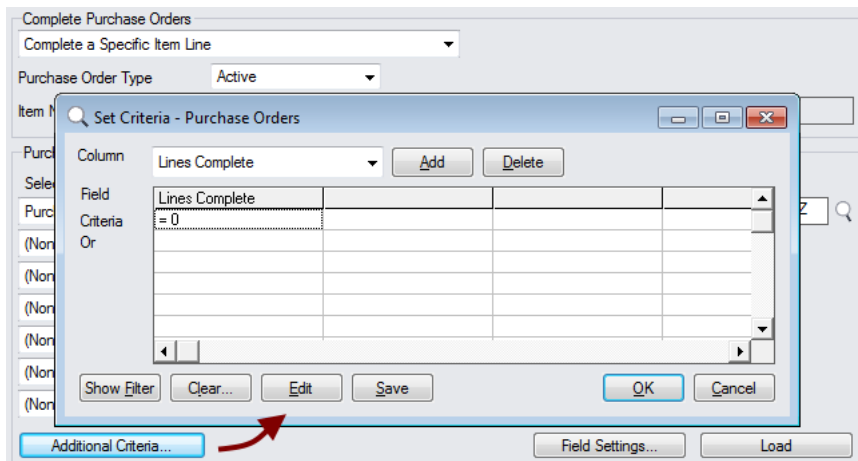 Complete Purchase Orders
Complete a Specific Item Line
Purchase Order Type Active
Item N
Set Criteria - Purchase Orders
Purcl
Column Lines Complete Add Delete
Sele
Field Lines Complete
Purc Z
Criteria = 0
Or
(Non
(Non
(Non
(Non
(Non
(Non
Show Filter Clear... Edit Save OK Cancel
Additional Criteria... Field Settings... Load